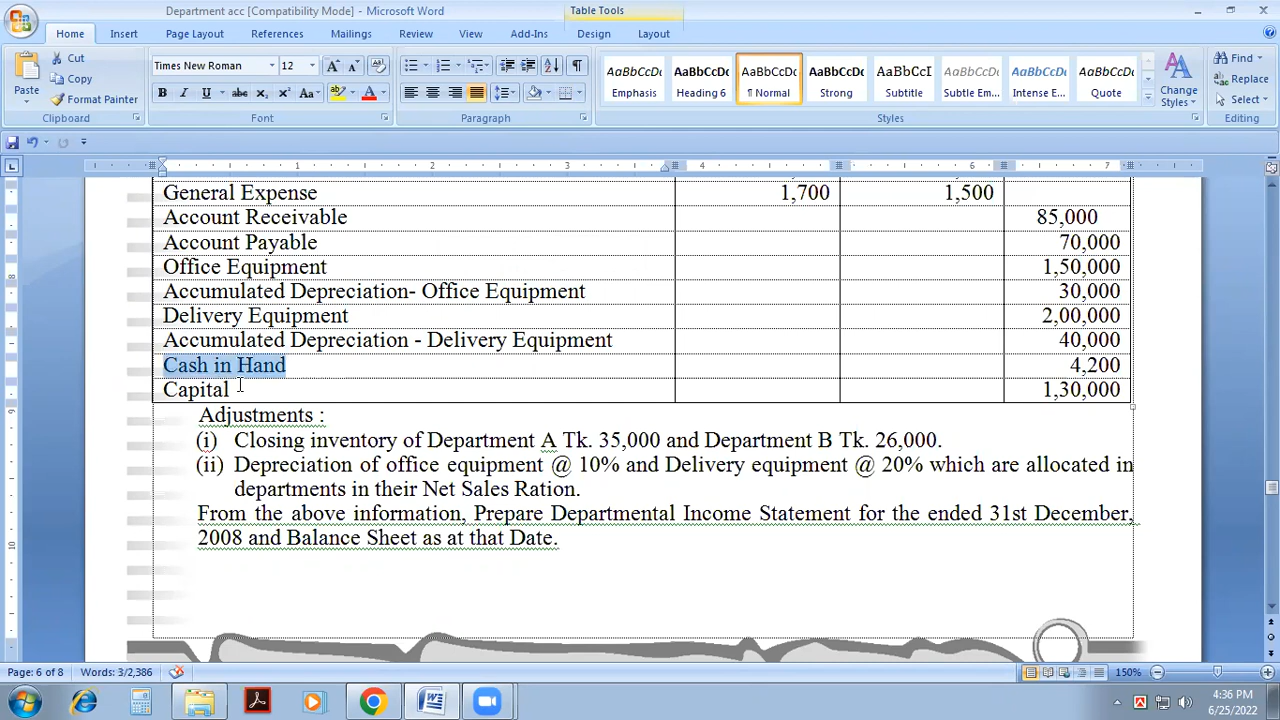 Department acc [Compatibility Mode] - Microsoft Word
Table Tools
Home Insert Page Layout References Mailings Review View Add-Ins Design Layout
Paste
Cut
Copy
Format Painter
Clipboard
Times New Roman 12
Font
Paragraph
AaBbCcDc AaBbCcDc AaBbCcDc AaBbCcDc AaBbCcI AaBbCcDc AaBbCcDc AaBbCcDc
Emphasis Heading 6 ¶ Normal Strong Subtitle Subtle Em... Intense E... Quote
Change Styles
Styles
Find
Replace
Select
Editing
General Expense 1,700 1,500
Account Receivable 85,000
Account Payable 70,000
Office Equipment 1,50,000
Accumulated Depreciation- Office Equipment 30,000
Delivery Equipment 2,00,000
Accumulated Depreciation - Delivery Equipment 40,000
Cash in Hand 4,200
Capital 1,30,000
Adjustments :
(i) Closing inventory of Department A Tk. 35,000 and Department B Tk. 26,000.
(ii) Depreciation of office equipment @ 10% and Delivery equipment @ 20% which are allocated in
departments in their Net Sales Ration.
From the above information, Prepare Departmental Income Statement for the ended 31st December,
2008 and Balance Sheet as at that Date.
Page: 6 of 8 Words: 3/2,386 150%
4:36 PM
6/25/2022